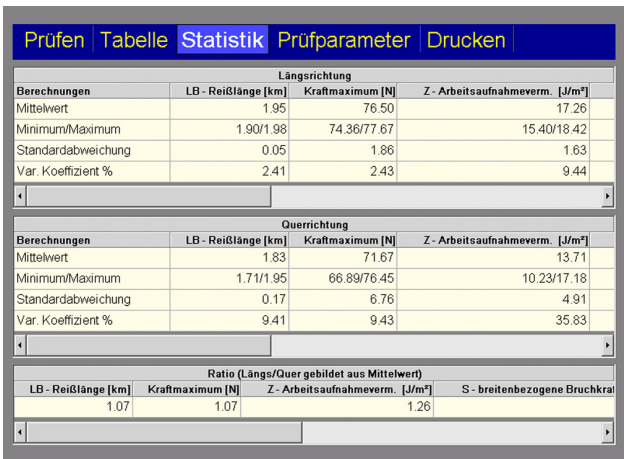 Prüfen Tabelle Statistik Prüfparameter Drucken
Längsrichtung
Berechnungen LB - Reißlänge [km] Kraftmaximum [N] Z - Arbeitsaufnahmeverm. [J/m²]
Mittelwert 1.95 76.50 17.26
Minimum/Maximum 1.90/1.98 74.36/77.67 15.40/18.42
Standardabweichung 0.05 1.86 1.63
Var. Koeffizient % 2.41 2.43 9.44
Querrichtung
Berechnungen LB - Reißlänge [km] Kraftmaximum [N] Z - Arbeitsaufnahmeverm. [J/m²]
Mittelwert 1.83 71.67 13.71
Minimum/Maximum 1.71/1.95 66.89/76.45 10.23/17.18
Standardabweichung 0.17 6.76 4.91
Var. Koeffizient % 9.41 9.43 35.83
Ratio (Längs/Quer gebildet aus Mittelwert)
LB - Reißlänge [km] Kraftmaximum [N] Z - Arbeitsaufnahmeverm. [J/m²] S - breitenbezogene Bruchkraf
1.07 1.07 1.26